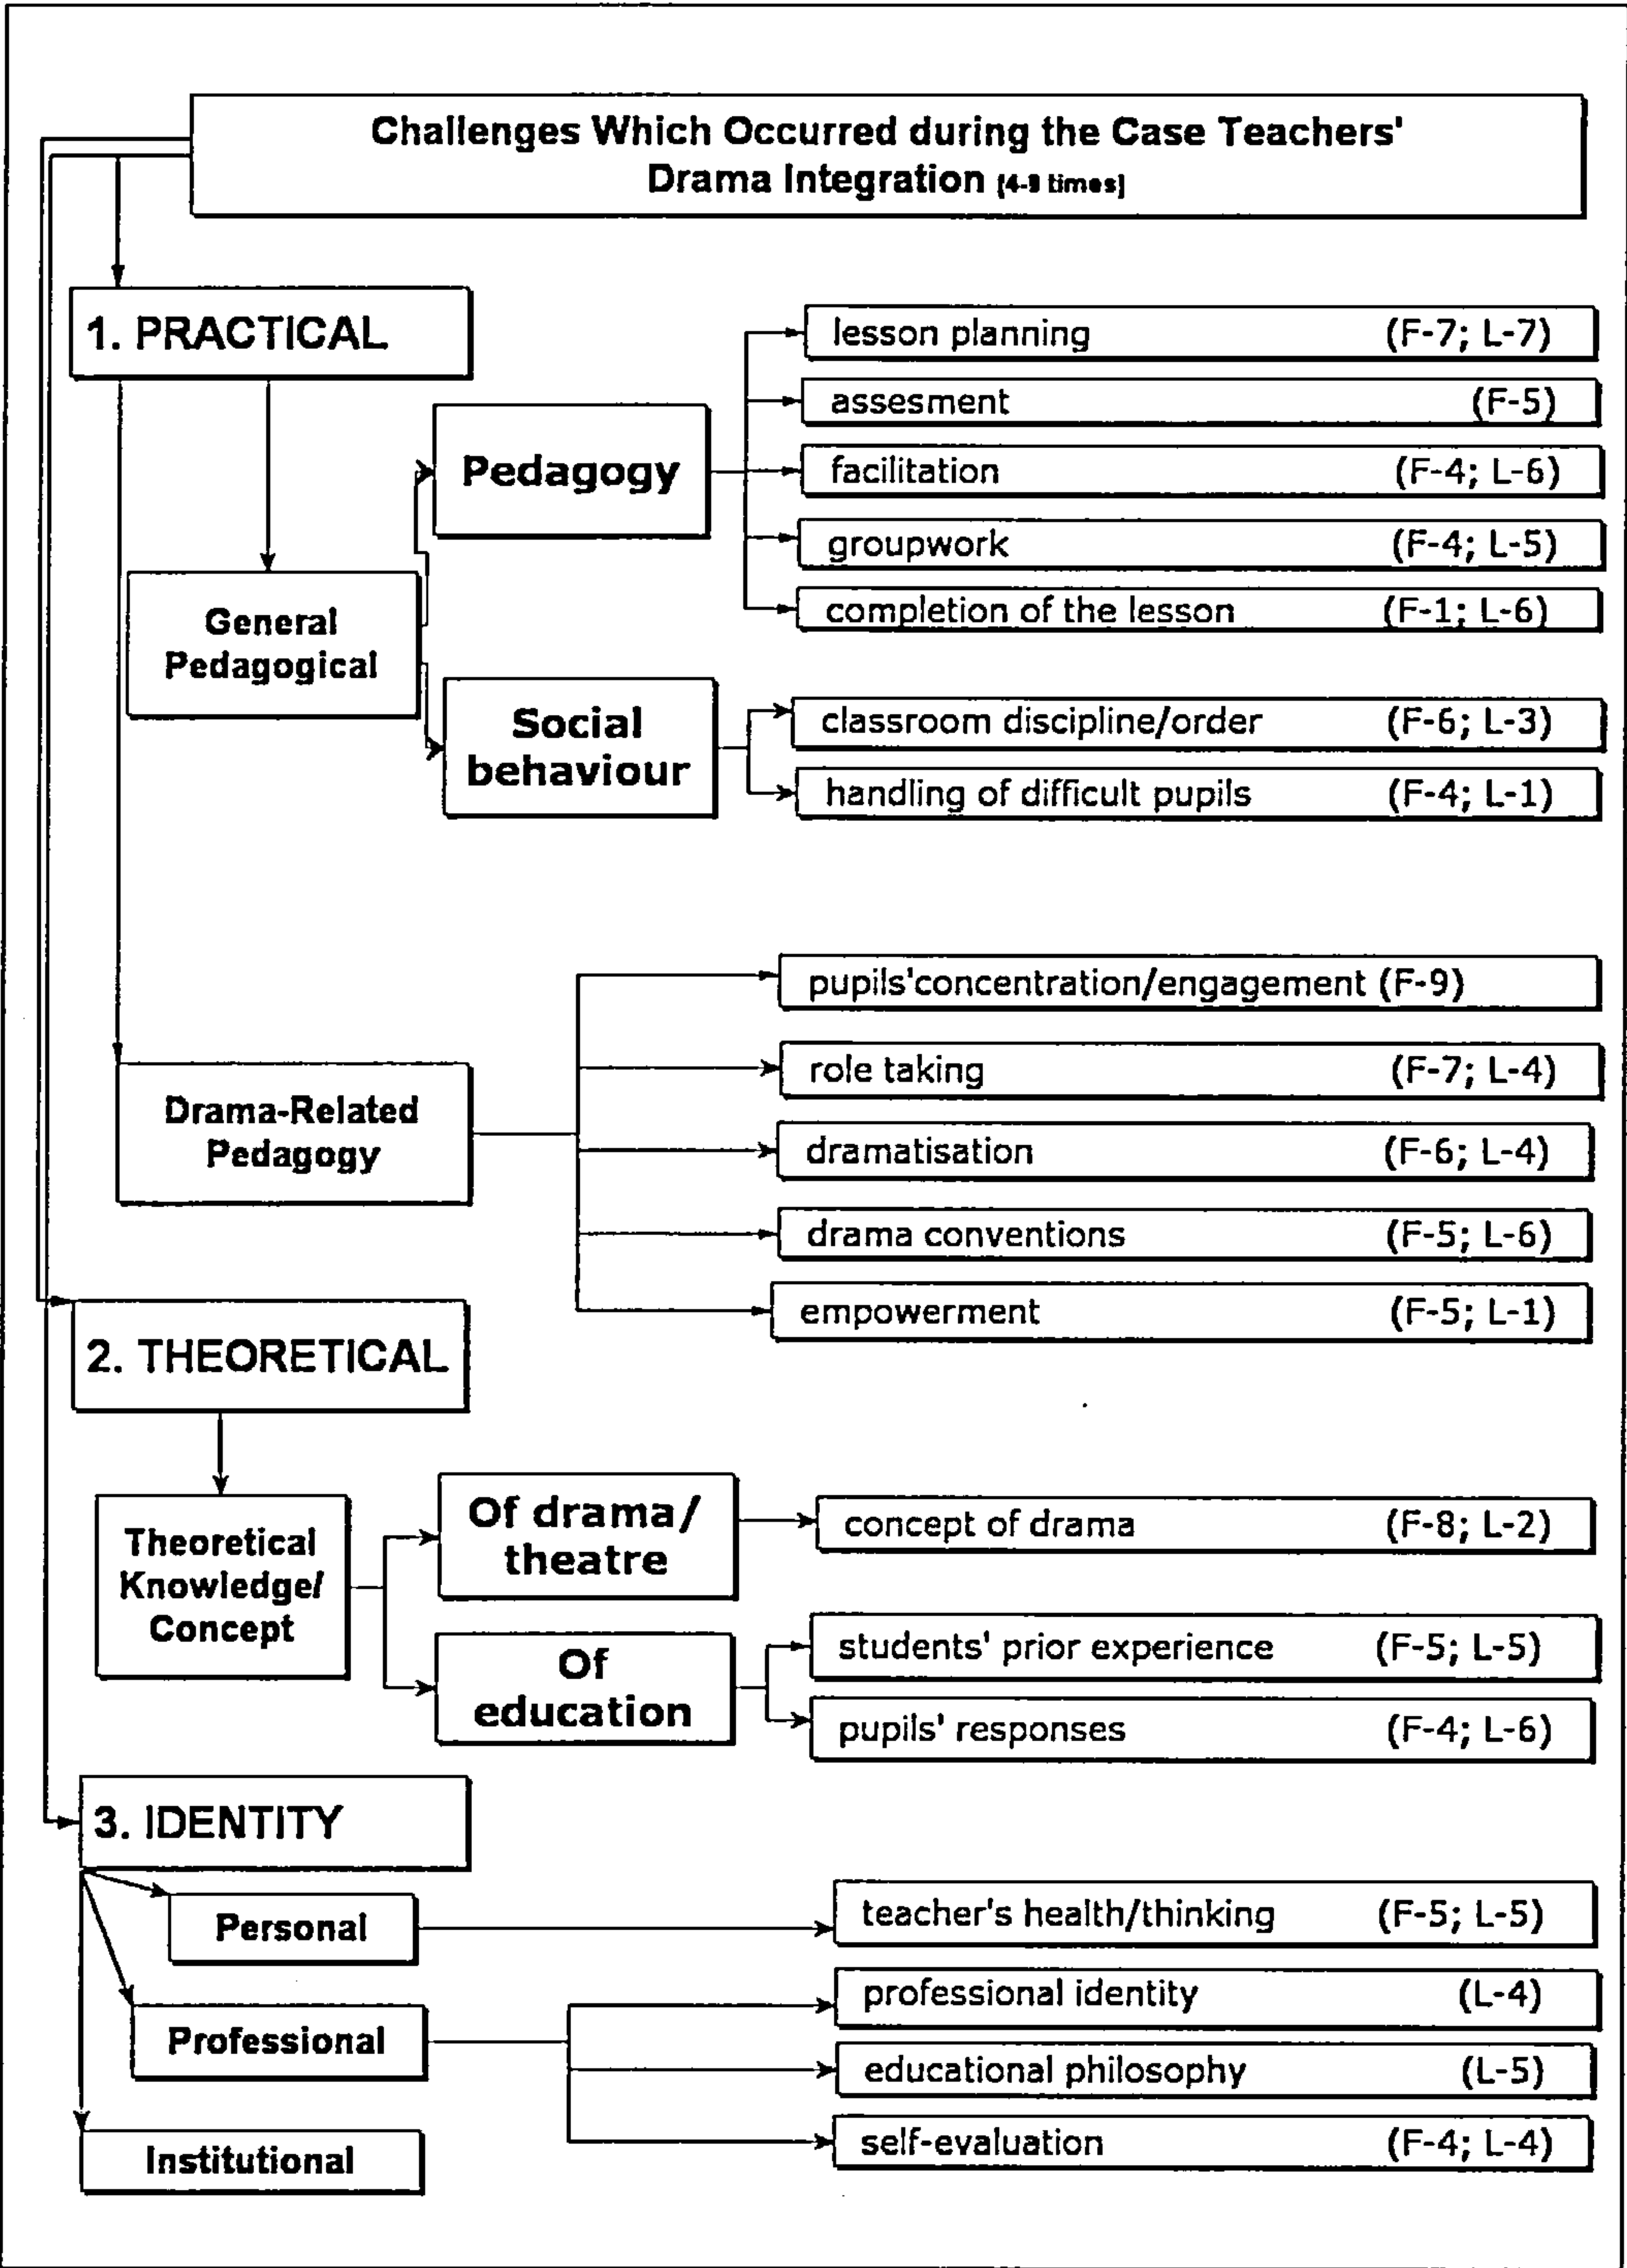 Challenges Which Occurred during the Case Teachers'
Drama Integration [4-9 times]
1. PRACTICAL
General
Pedagogical
Pedagogy
lesson planning (F-7; L-7)
assesment (F-5)
facilitation (F-4; L-6)
groupwork (F-4; L-5)
completion of the lesson (F-1; L-6)
Social
behaviour
classroom discipline/order (F-6; L-3)
handling of difficult pupils (F-4; L-1)
Drama-Related
Pedagogy
pupils'concentration/engagement (F-9)
role taking (F-7; L-4)
dramatisation (F-6; L-4)
drama conventions (F-5; L-6)
empowerment (F-5; L-1)
2. THEORETICAL
Theoretical
Knowledge/
Concept
Of drama/
theatre
concept of drama (F-8; L-2)
Of
education
students' prior experience (F-5; L-5)
pupils' responses (F-4; L-6)
3. IDENTITY
Personal
teacher's health/thinking (F-5; L-5)
Professional
professional identity (L-4)
educational philosophy (L-5)
self-evaluation (F-4; L-4)
Institutional